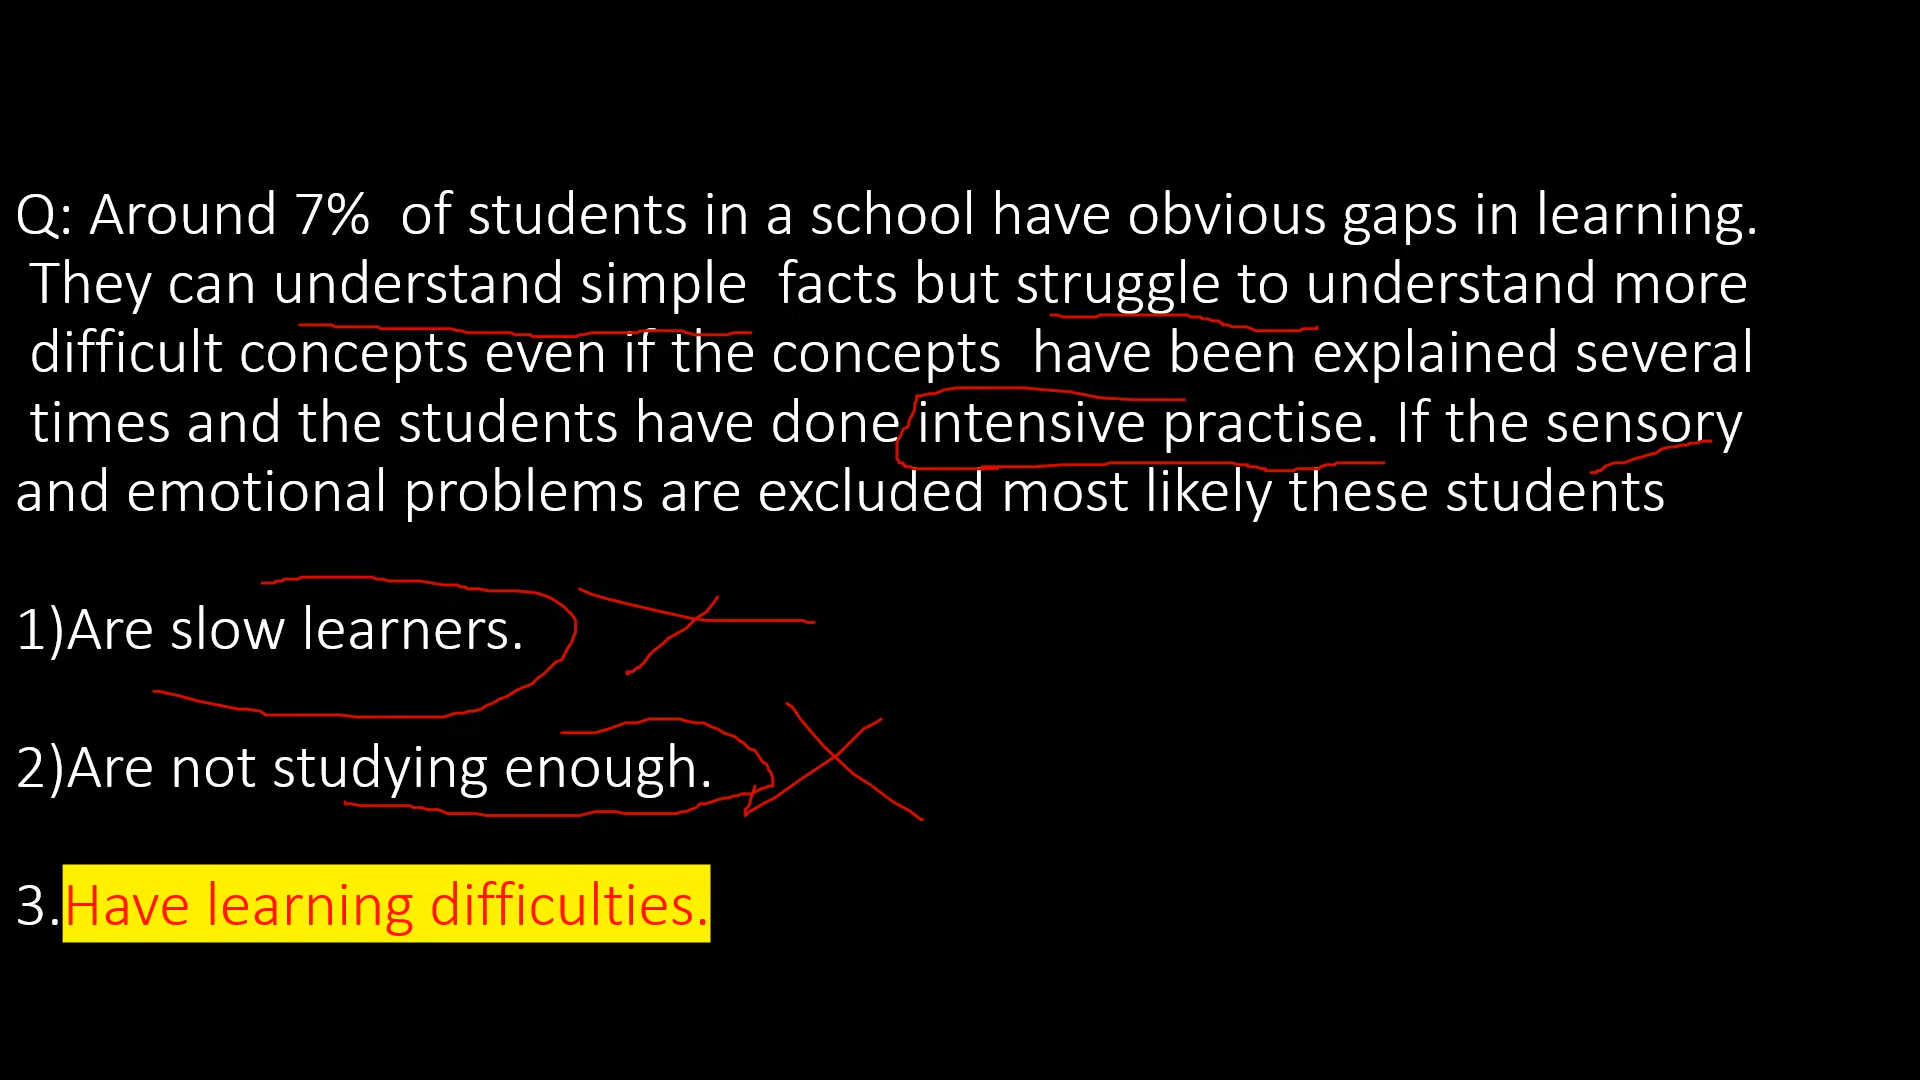 Q: Around 7% of students in a school have obvious gaps in learning.
They can understand simple facts but struggle to understand more
difficult concepts even if the concepts have been explained several
times and the students have done intensive practise. If the sensory
and emotional problems are excluded most likely these students
1)Are slow learners.
2)Are not studying enough.
3.Have learning difficulties.